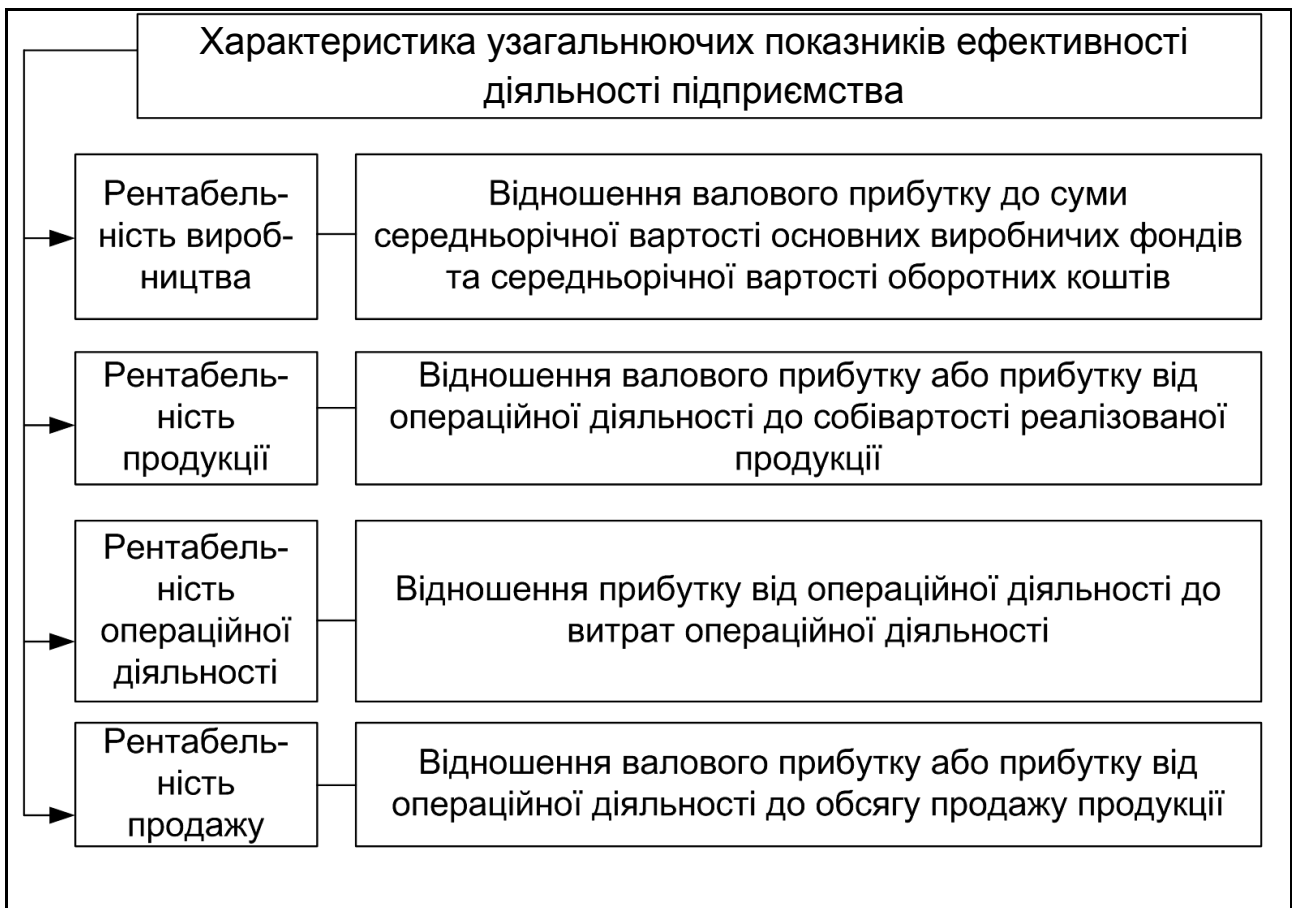 Характеристика узагальнюючих показників ефективності
діяльності підприємства
Рентабель-
ність вироб-
ництва
Відношення валового прибутку до суми
середньорічної вартості основних виробничих фондів
та середньорічної вартості оборотних коштів
Рентабель-
ність
продукції
Відношення валового прибутку або прибутку від
операційної діяльності до собівартості реалізованої
продукції
Рентабель-
ність
операційної
діяльності
Відношення прибутку від операційної діяльності до
витрат операційної діяльності
Рентабель-
ність
продажу
Відношення валового прибутку або прибутку від
операційної діяльності до обсягу продажу продукції